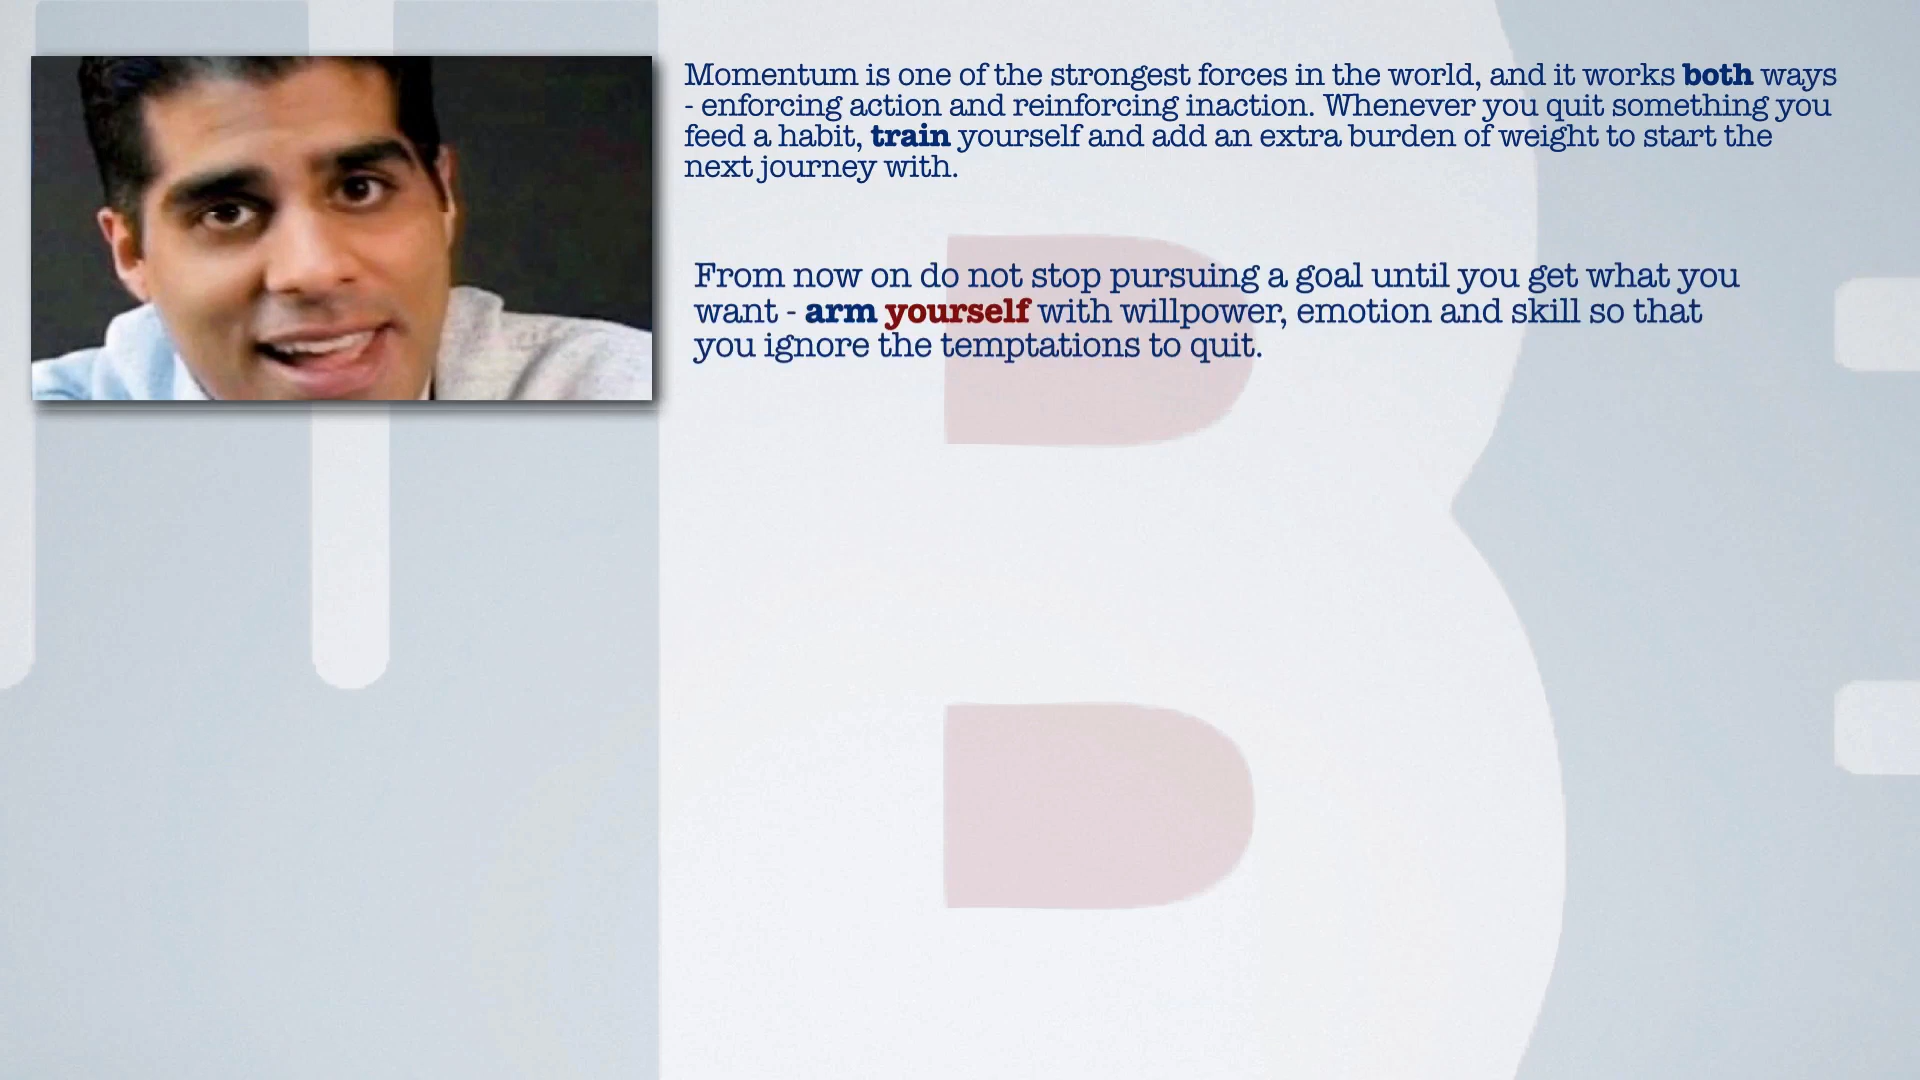 Momentum is one of the strongest forces in the world, and it works both ways
- enforcing action and reinforcing inaction. Whenever you quit something you
feed a habit, train yourself and add an extra burden of weight to start the
next journey with.
From now on do not stop pursuing a goal until you get what you
want - arm yourself with willpower, emotion and skill so that
you ignore the temptations to quit.